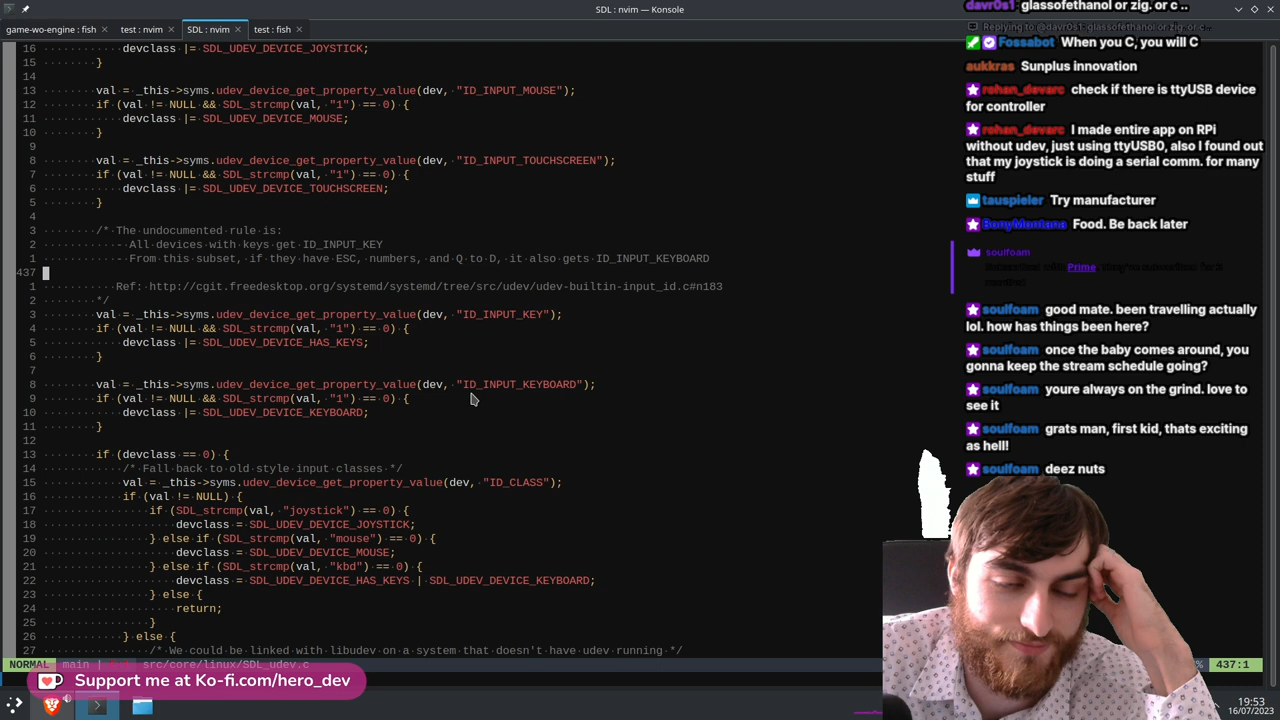 SDL : nvim — Konsole
game-wo-engine : fish
test : nvim
SDL : nvim
test : fish
16 devclass |= SDL_UDEV_DEVICE_JOYSTICK;
15 }
14
13 val = _this->syms.udev_device_get_property_value(dev, "ID_INPUT_MOUSE");
12 if (val != NULL && SDL_strcmp(val, "1") == 0) {
11 devclass |= SDL_UDEV_DEVICE_MOUSE;
10 }
9
8 val = _this->syms.udev_device_get_property_value(dev, "ID_INPUT_TOUCHSCREEN");
7 if (val != NULL && SDL_strcmp(val, "1") == 0) {
6 devclass |= SDL_UDEV_DEVICE_TOUCHSCREEN;
5 }
4
3 /* The undocumented rule is:
2 - All devices with keys get ID_INPUT_KEY
1 - From this subset, if they have ESC, numbers, and Q to D, it also gets ID_INPUT_KEYBOARD
437
1 Ref: http://cgit.freedesktop.org/systemd/systemd/tree/src/udev/udev-builtin-input_id.c#n183
2 */
3 val = _this->syms.udev_device_get_property_value(dev, "ID_INPUT_KEY");
4 if (val != NULL && SDL_strcmp(val, "1") == 0) {
5 devclass |= SDL_UDEV_DEVICE_HAS_KEYS;
6 }
7
8 val = _this->syms.udev_device_get_property_value(dev, "ID_INPUT_KEYBOARD");
9 if (val != NULL && SDL_strcmp(val, "1") == 0) {
10 devclass |= SDL_UDEV_DEVICE_KEYBOARD;
11 }
12
13 if (devclass == 0) {
14 /* Fall back to old style input classes */
15 val = _this->syms.udev_device_get_property_value(dev, "ID_CLASS");
16 if (val != NULL) {
17 if (SDL_strcmp(val, "joystick") == 0) {
18 devclass = SDL_UDEV_DEVICE_JOYSTICK;
19 } else if (SDL_strcmp(val, "mouse") == 0) {
20 devclass = SDL_UDEV_DEVICE_MOUSE;
21 } else if (SDL_strcmp(val, "kbd") == 0) {
22 devclass = SDL_UDEV_DEVICE_HAS_KEYS | SDL_UDEV_DEVICE_KEYBOARD;
23 } else {
24 return;
25 }
26 } else {
27 /* We could be linked with libudev on a system that doesn't have udev running */
NORMAL main | src/core/linux/SDL_udev.c
437:1
Support me at Ko-fi.com/hero_dev
davr0s1 glassofethanol or zig. or c ..
Replying to @davr0s1: glassofethanol or zig. or c...
Fossabot When you C, you will C
aukkras Sunplus innovation
rohan_devarc check if there is ttyUSB device
for controller
rohan_devarc I made entire app on RPi
without udev, just using ttyUSB0, also I found out
that my joystick is doing a serial comm. for many
stuff
tauspieler Try manufacturer
BonyMontana Food. Be back later
soulfoam
Prime
soulfoam good mate. been travelling actually
lol. how has things been here?
soulfoam once the baby comes around, you
gonna keep the stream schedule going?
soulfoam youre always on the grind. love to
see it
soulfoam grats man, first kid, thats exciting
as hell!
soulfoam deez nuts
19:53
16/07/2023